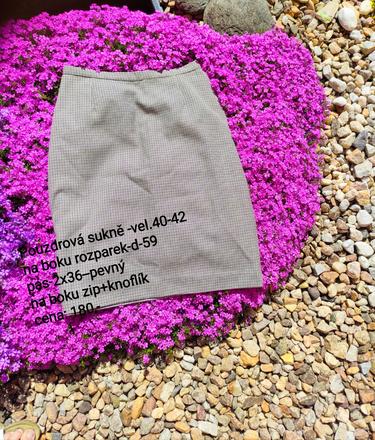 Pouzdrová sukně -vel.40-42
na boku rozparek-d-59
pas-2x36--pevný
na boku zip+knoflík
cena: 180.-